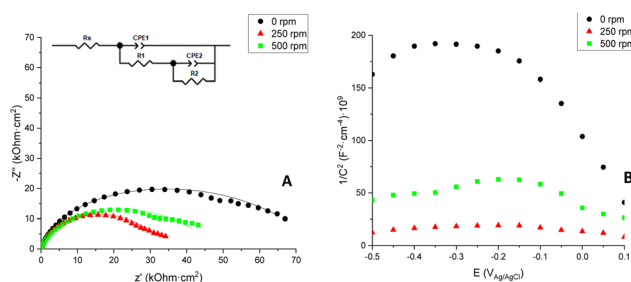 0 rpm
250 rpm
500 rpm
Rs
CPE1
R1
CPE2
R2
-Z'' (kOhm·cm²)
70
60
50
40
30
20
10
0
0 10 20 30 40 50 60 70
z' (kOhm·cm²)
A
0 rpm
250 rpm
500 rpm
1/C² (F⁻²·cm⁻⁴)·10⁹
200
150
100
50
0
-0.5 -0.4 -0.3 -0.2 -0.1 0.0 0.1
E (V_Ag/AgCl)
B